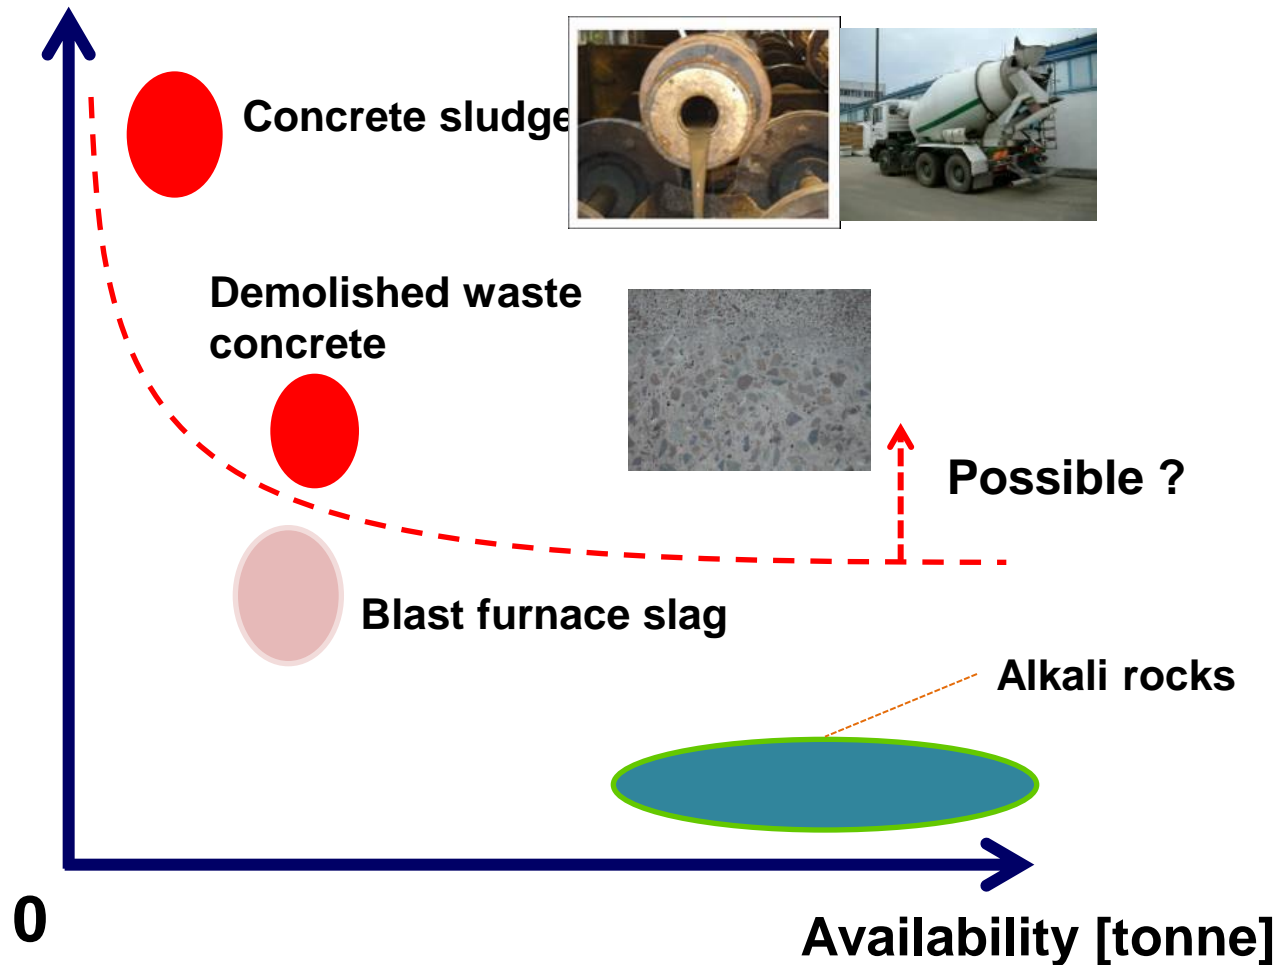 Concrete sludge
Demolished waste
concrete
Possible ?
Blast furnace slag
Alkali rocks
0
Availability [tonne]